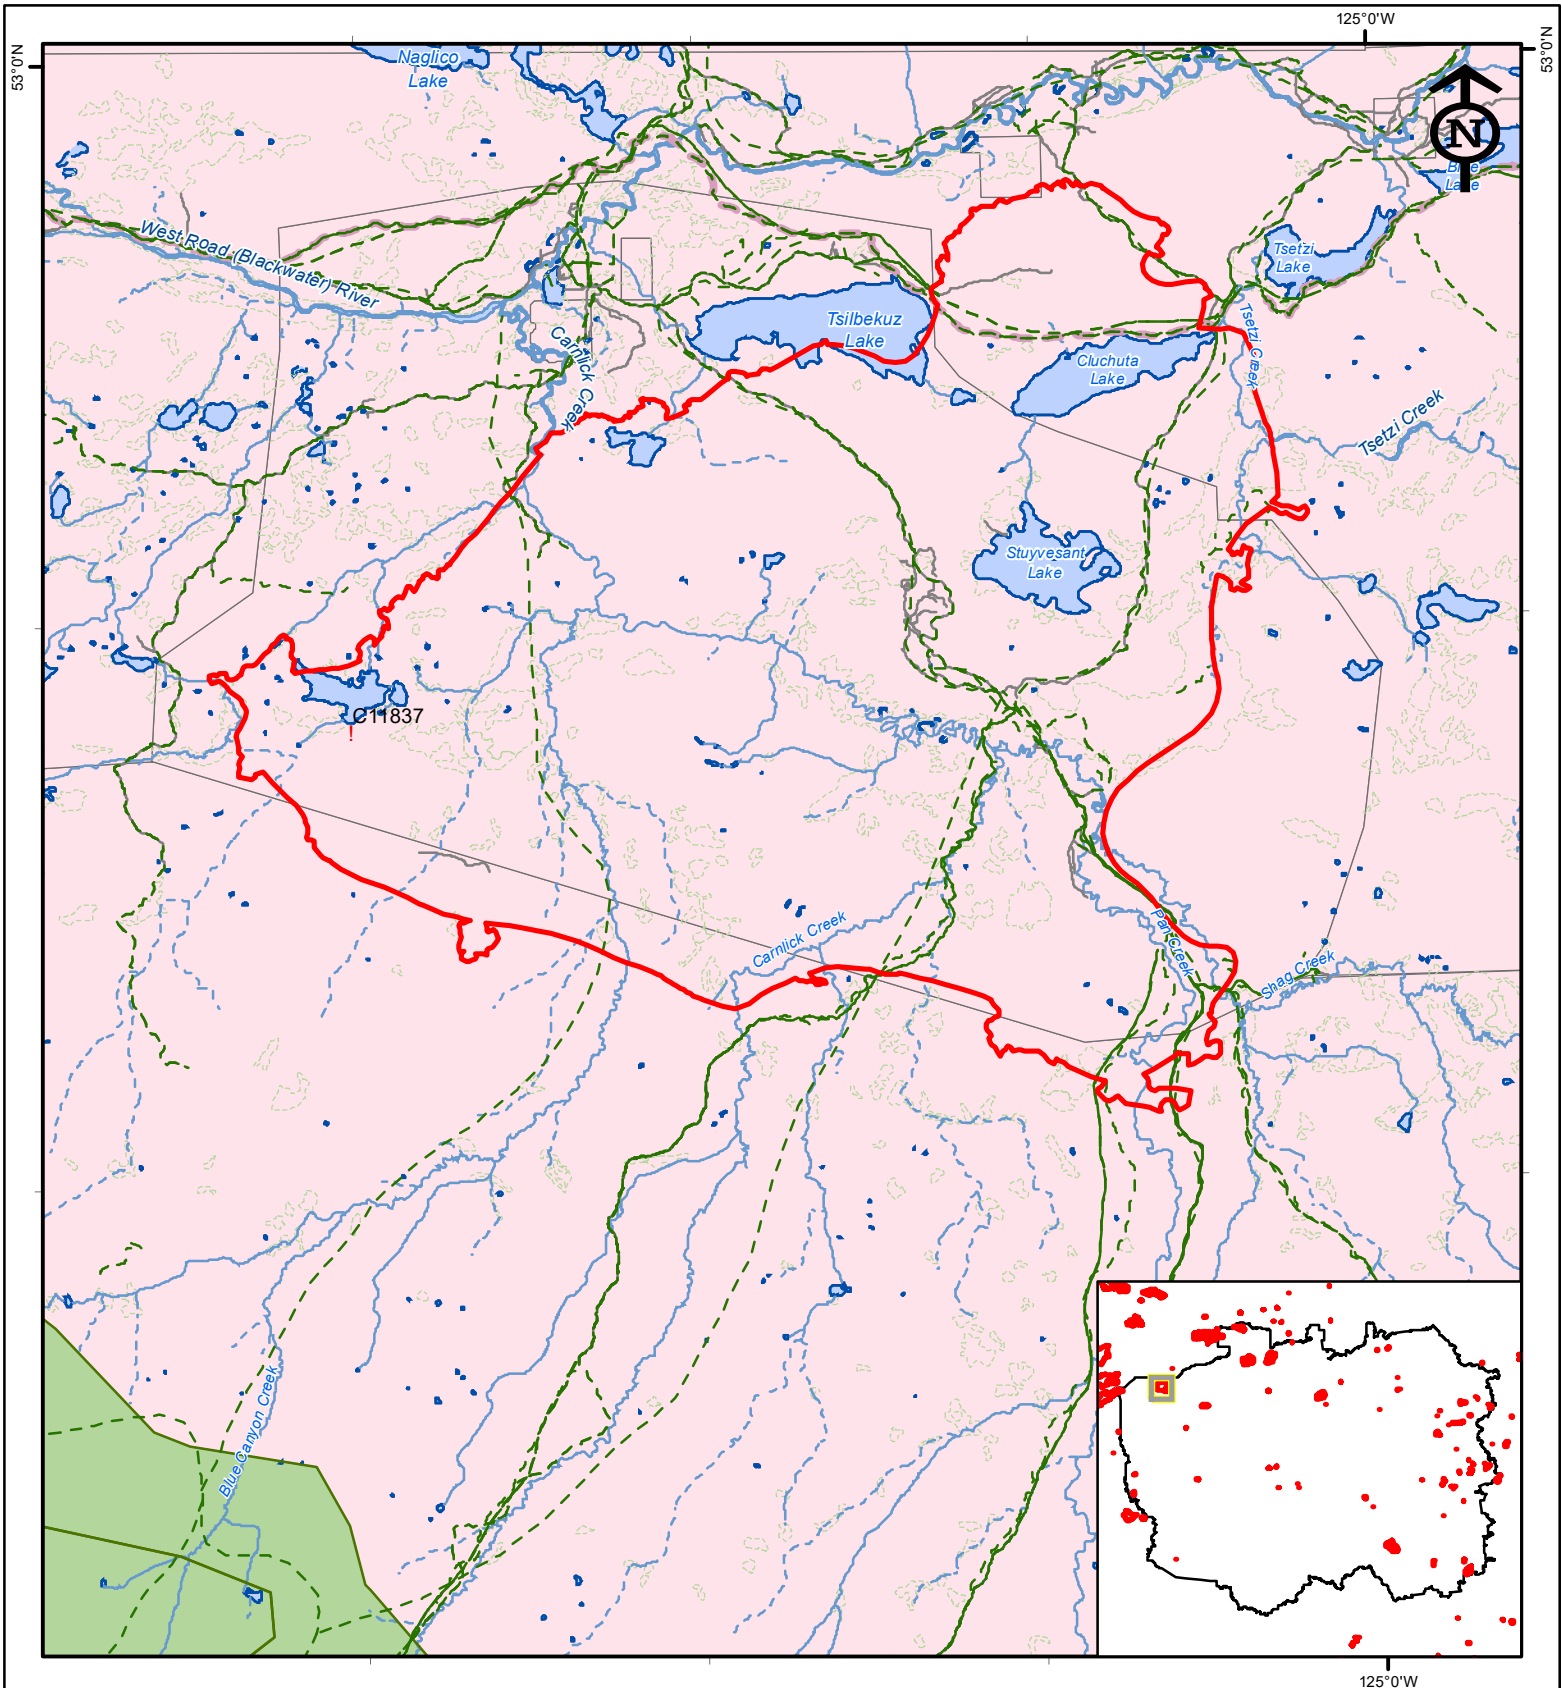 125°0'W
53°0'N
53°0'N
Naglico
Lake
N
Blue
Lake
West Road (Blackwater) River
Tsetzi
Lake
Tsilbekuz
Lake
Tsetzi Creek
Carnlick Creek
Cluchuta
Lake
Tsetzi Creek
Stuyvesant
Lake
C11837
!
Carnlick Creek
Pan Creek
Shag Creek
Blue Canyon Creek
125°0'W